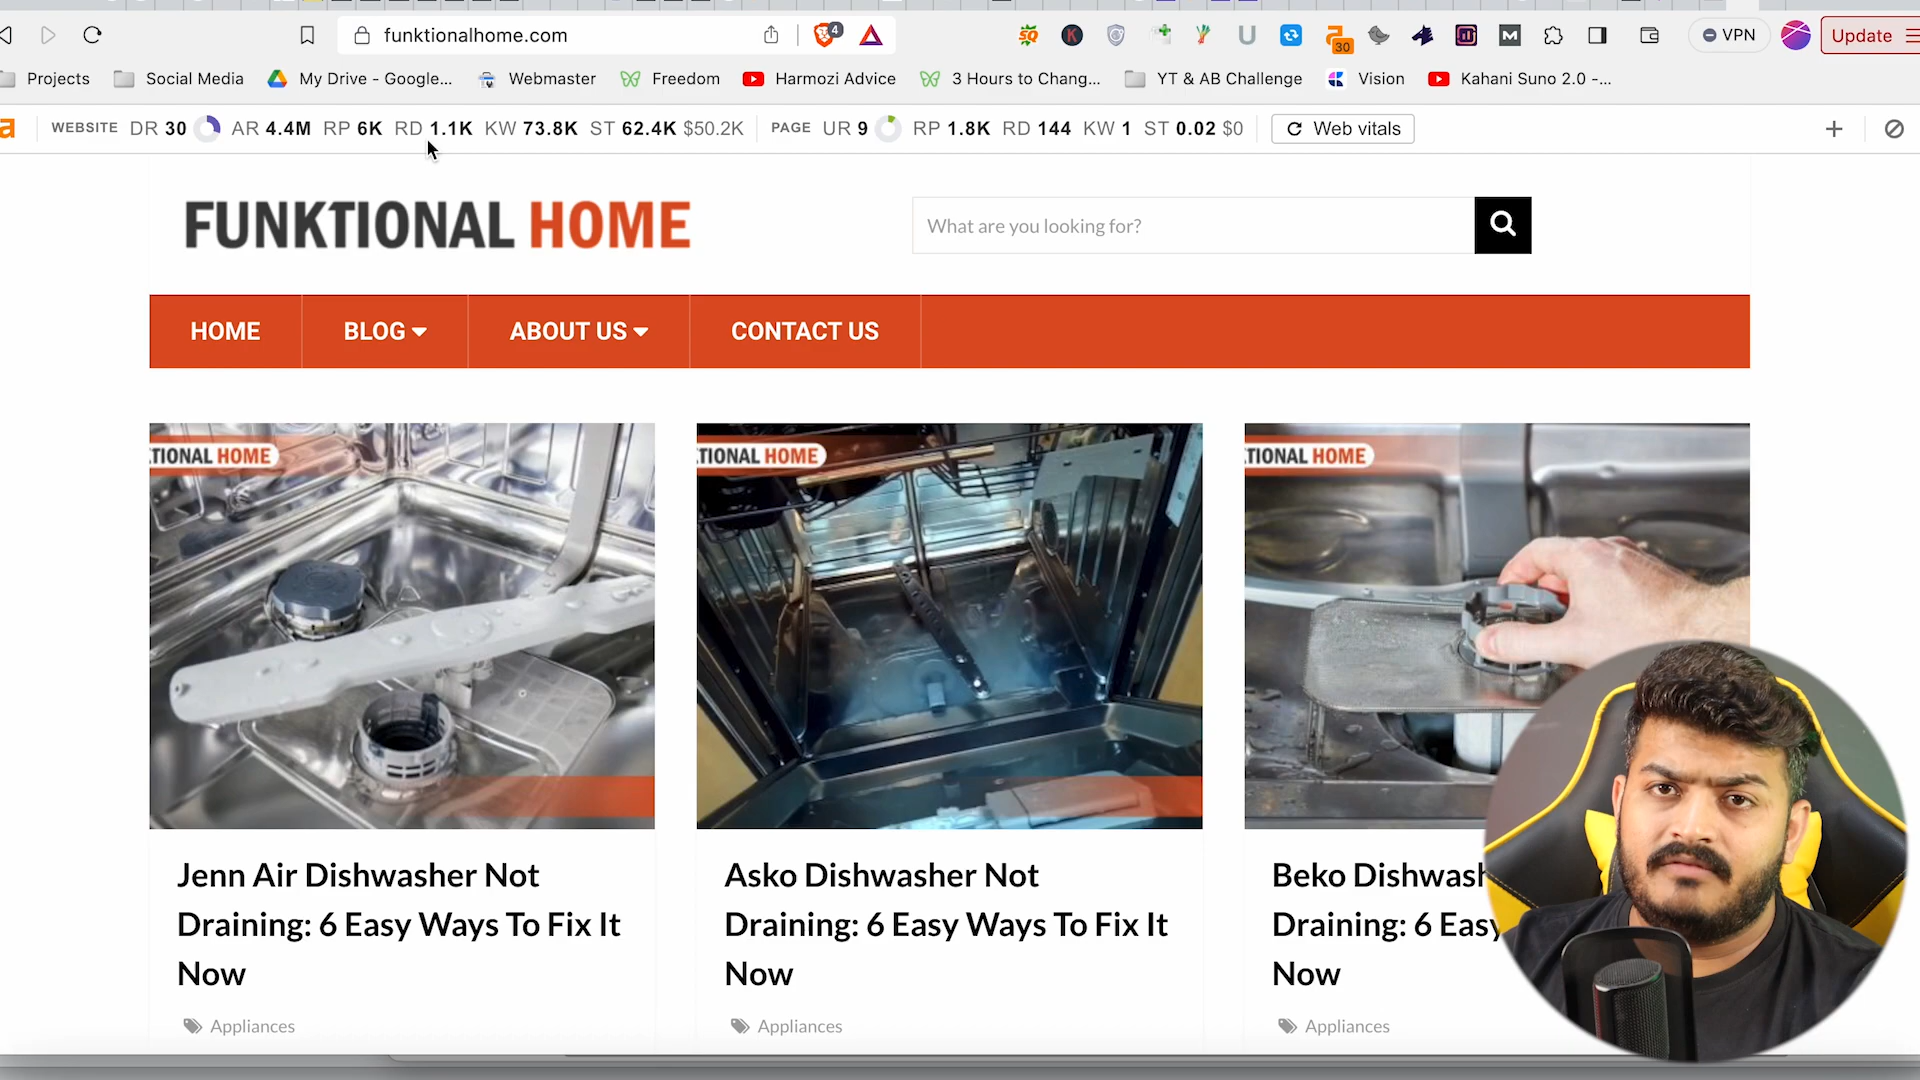 funktionalhome.com
4
30
VPN
Update
Projects
Social Media
My Drive - Google...
Webmaster
Freedom
Harmozi Advice
3 Hours to Chang...
YT & AB Challenge
Vision
Kahani Suno 2.0 -...
WEBSITE DR 30 AR 4.4M RP 6K RD 1.1K KW 73.8K ST 62.4K $50.2K PAGE UR 9 RP 1.8K RD 144 KW 1 ST 0.02 $0 Web vitals
FUNKTIONAL HOME
What are you looking for?
HOME BLOG ABOUT US CONTACT US
TIONAL HOME
TIONAL HOME
TIONAL HOME
Jenn Air Dishwasher Not
Draining: 6 Easy Ways To Fix It
Now
Appliances
Asko Dishwasher Not
Draining: 6 Easy Ways To Fix It
Now
Appliances
Beko Dishwash
Draining: 6 Easy
Now
Appliances